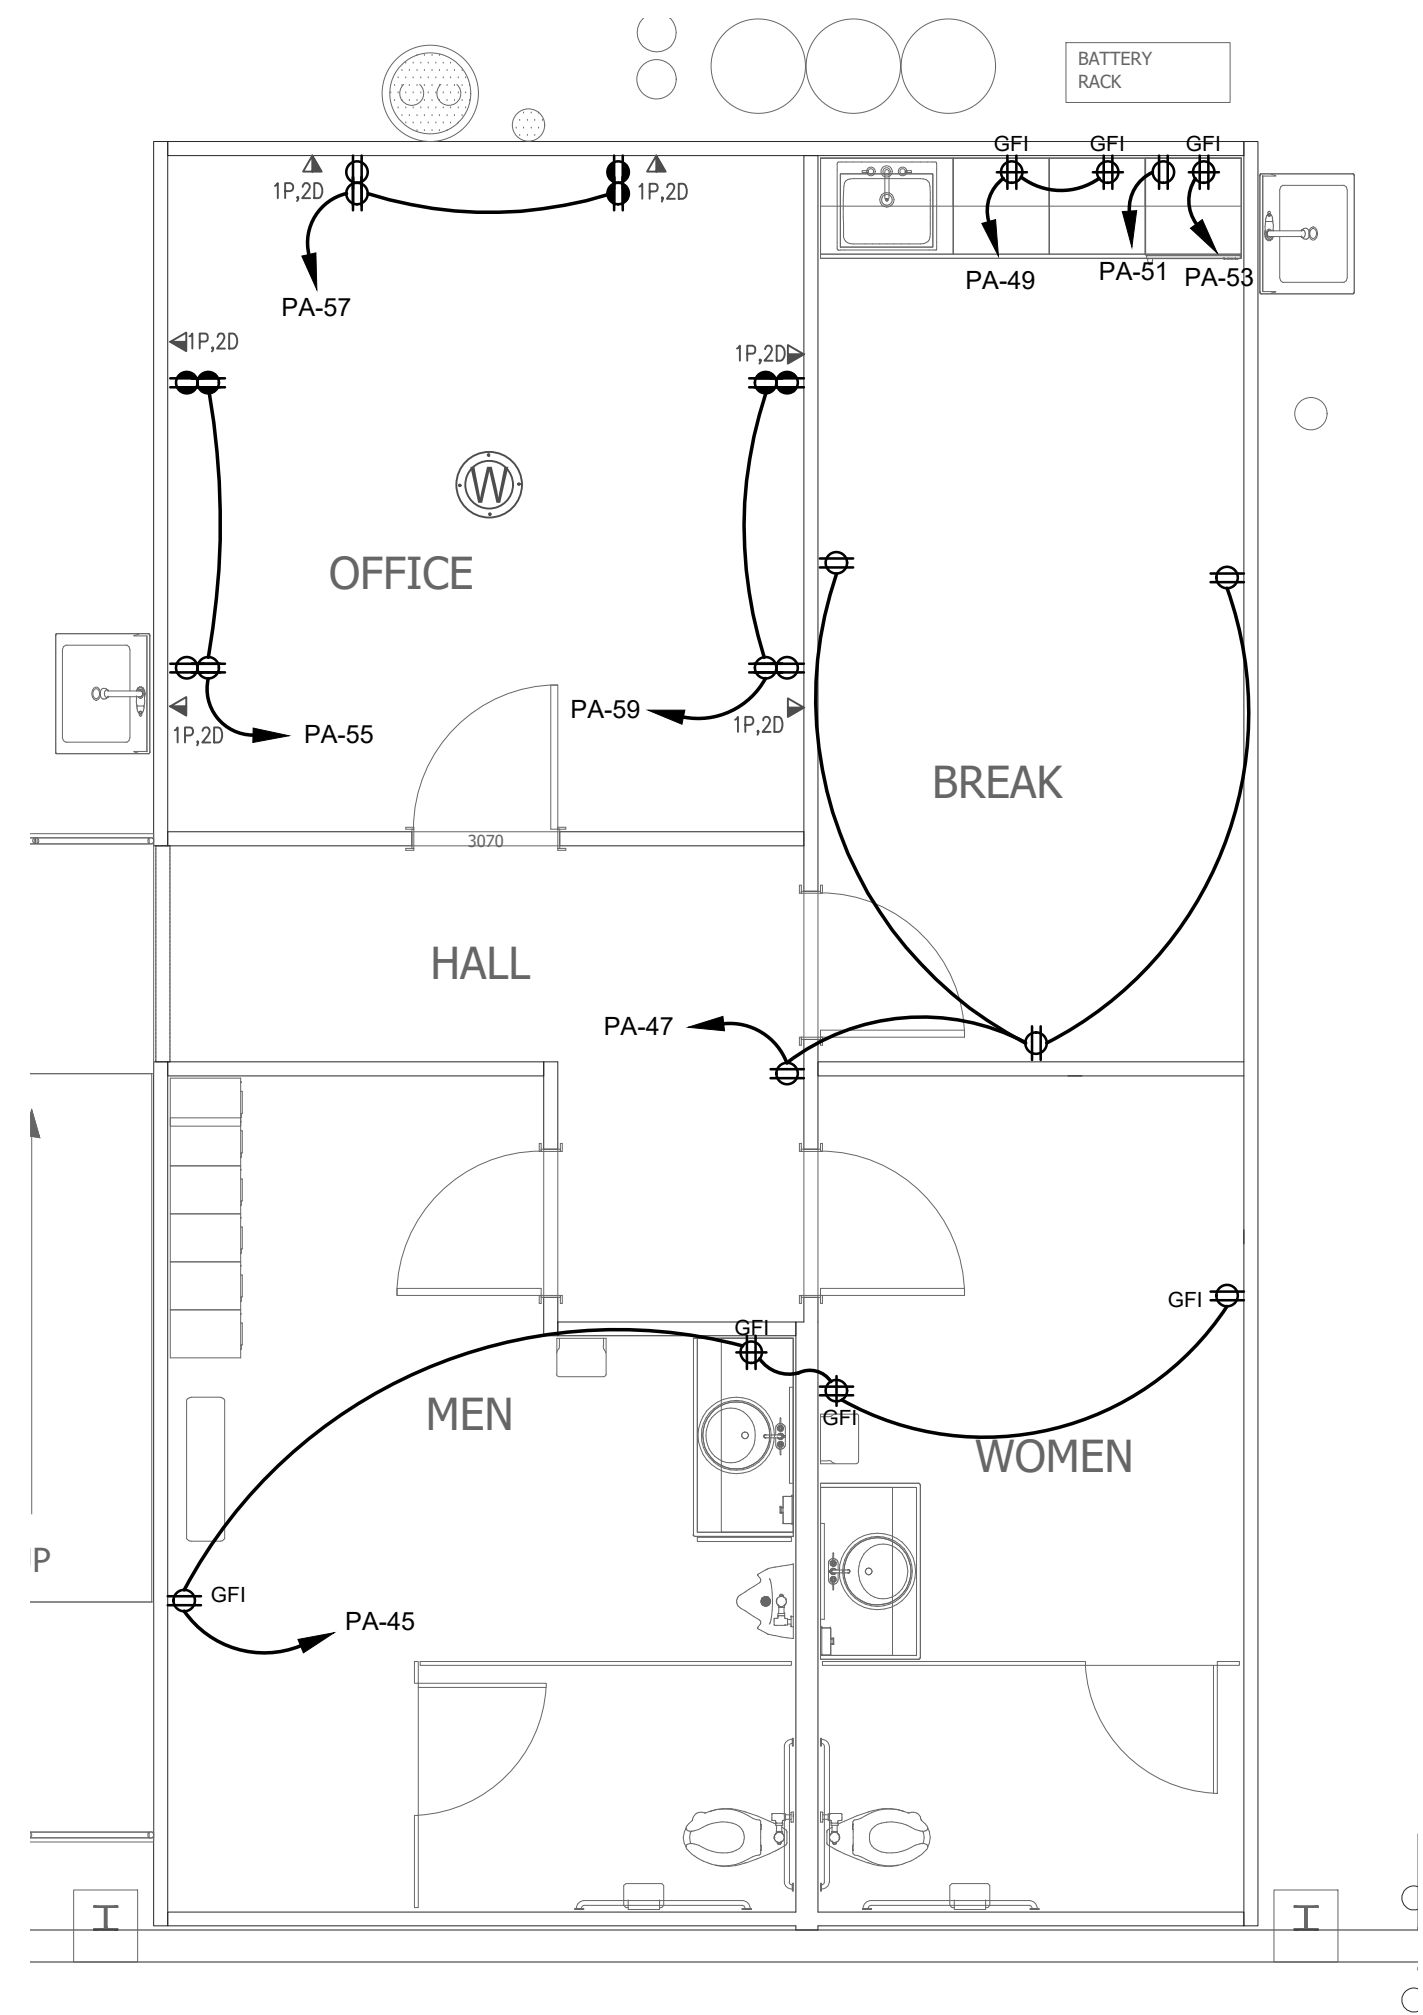 BATTERY
RACK
GFI
GFI
GFI
1P,2D
1P,2D
PA-49
PA-51
PA-53
PA-57
1P,2D
1P,2D
W
OFFICE
PA-59
1P,2D
1P,2D
PA-55
BREAK
3070
HALL
PA-47
GFI
GFI
MEN
GFI
WOMEN
GFI
PA-45